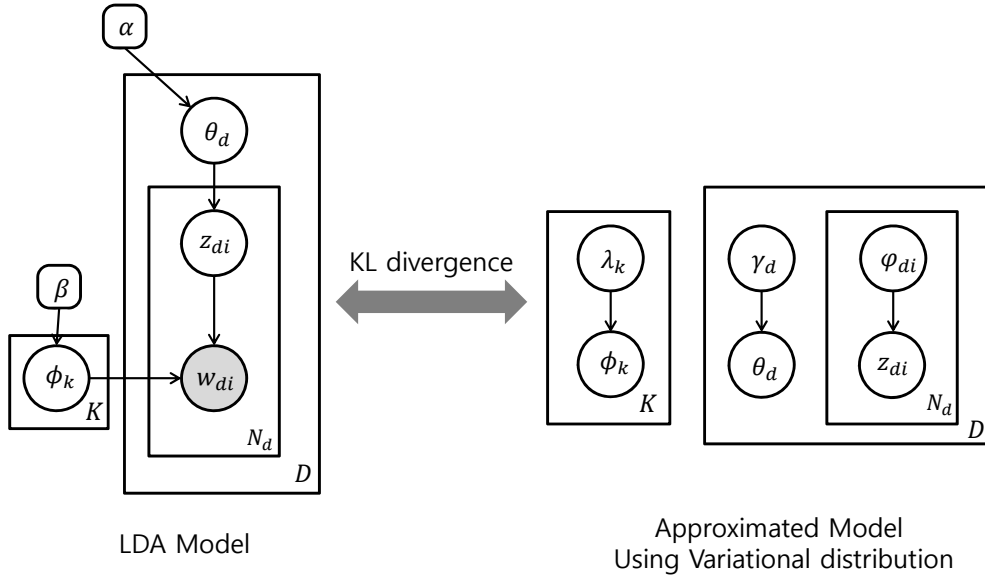 α
θ_d
z_di
β
ϕ_k
w_di
K
N_d
D
LDA Model
KL divergence
λ_k
ϕ_k
K
γ_d
φ_di
θ_d
z_di
N_d
D
Approximated Model
Using Variational distribution